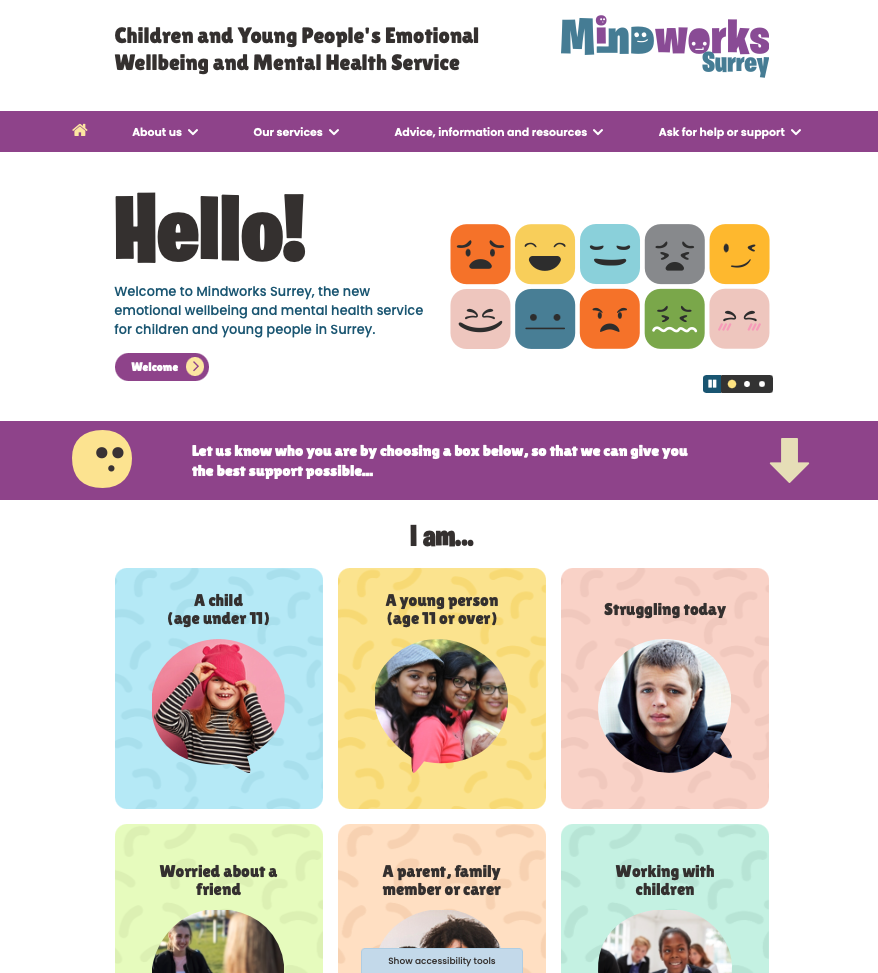 Children and Young People's Emotional
Wellbeing and Mental Health Service
Mindworks
Surrey
About us
Our services
Advice, information and resources
Ask for help or support
Hello!
Welcome to Mindworks Surrey, the new
emotional wellbeing and mental health service
for children and young people in Surrey.
Welcome
Let us know who you are by choosing a box below, so that we can give you
the best support possible...
I am...
A child
(age under 11)
A young person
(age 11 or over)
Struggling today
Worried about a
friend
A parent, family
member or carer
Working with
children
Show accessibility tools